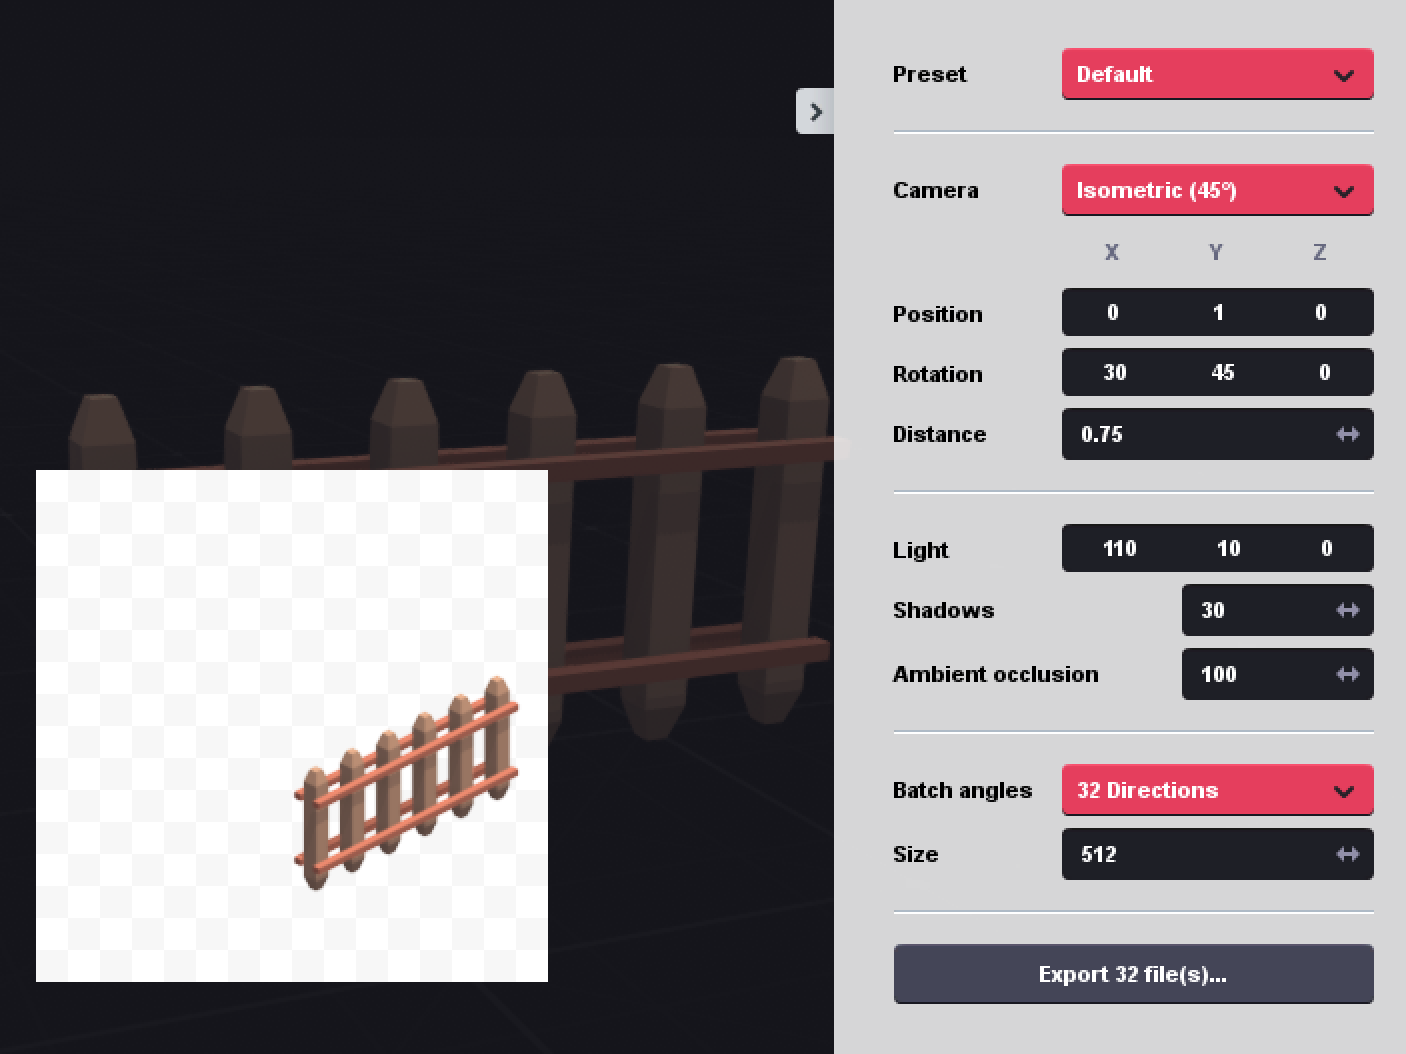 Preset Default
Camera Isometric (45°)
X Y Z
Position 0 1 0
Rotation 30 45 0
Distance 0.75
Light 110 10 0
Shadows 30
Ambient occlusion 100
Batch angles 32 Directions
Size 512
Export 32 file(s)...